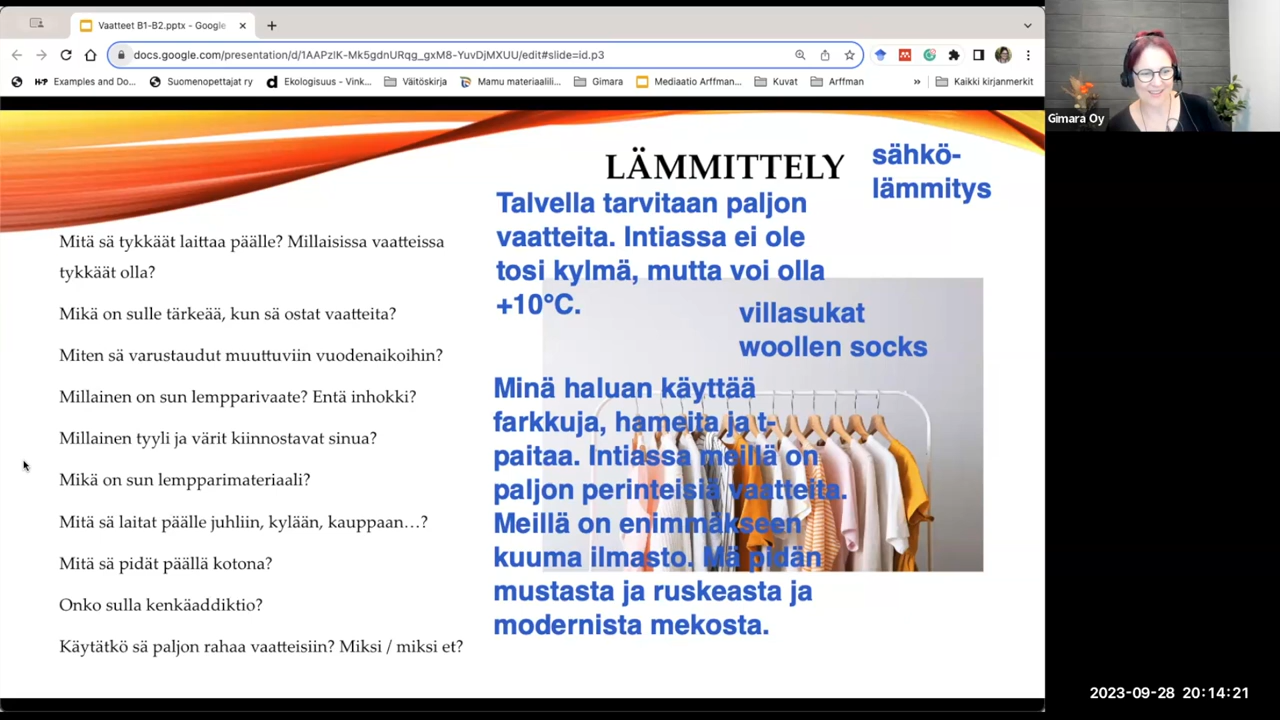 Vaatteet B1-B2.pptx - Google
docs.google.com/presentation/d/1AAPzIK-Mk5gdnURqg_gxM8-YuvDjMXUU/edit#slide=id.p3
Examples and Do...
Suomenopettajat ry
Ekologisuus - Vink...
Väitöskirja
Mamu materiaalili...
Gimara
Mediaatio Arffman...
Kuvat
Arffman
»
Kaikki kirjanmerkit
Gimara Oy
LÄMMITTELY
sähkö-
lämmitys
Talvella tarvitaan paljon
vaatteita. Intiassa ei ole
tosi kylmä, mutta voi olla
+10°C.
villasukat
woollen socks
Minä haluan käyttää
farkkuja, hameita ja t-
paitaa. Intiassa meillä on
paljon perinteisiä vaatteita.
Meillä on enimmäkseen
kuuma ilmasto. Mä pidän
mustasta ja ruskeasta ja
modernista mekosta.
Mitä sä tykkäät laittaa päälle? Millaisissa vaatteissa
tykkäät olla?
Mikä on sulle tärkeää, kun sä ostat vaatteita?
Miten sä varustaudut muuttuviin vuodenaikoihin?
Millainen on sun lempparivaate? Entä inhokki?
Millainen tyyli ja värit kiinnostavat sinua?
Mikä on sun lempparimateriaali?
Mitä sä laitat päälle juhliin, kylään, kauppaan…?
Mitä sä pidät päällä kotona?
Onko sulla kenkäaddiktio?
Käytätkö sä paljon rahaa vaatteisiin? Miksi / miksi et?
2023-09-28 20:14:21